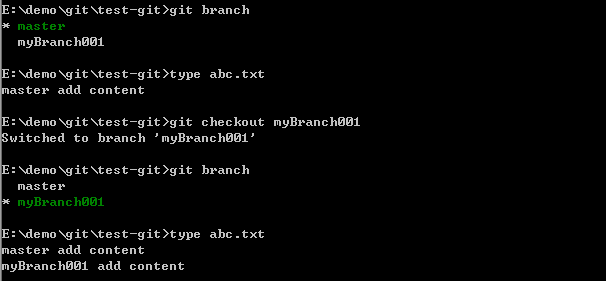 E:\demo\git\test-git>git branch
* master
  myBranch001
E:\demo\git\test-git>type abc.txt
master add content
E:\demo\git\test-git>git checkout myBranch001
Switched to branch 'myBranch001'
E:\demo\git\test-git>git branch
  master
* myBranch001
E:\demo\git\test-git>type abc.txt
master add content
myBranch001 add content